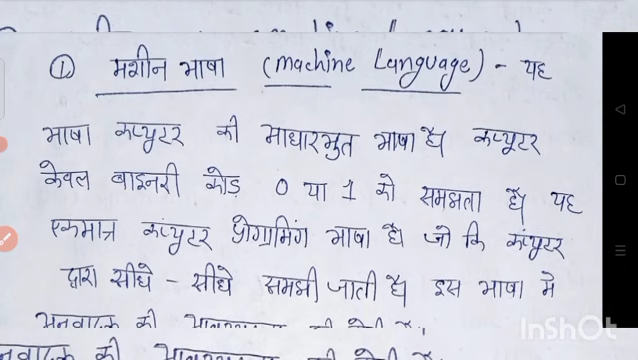 ① मशीन भाषा (machine Language) - यह
भाषा कम्प्यूटर की आधारभुत भाषा है। कम्प्यूटर
केवल बाइनरी कोड 0 या 1 को समझता है। यह
एकमात्र कंप्युटर प्रोग्रामिंग भाषा है। जो कि कंप्युटर
द्वारा सीधे - सीधे समझी जाती है। इस भाषा मे
की
InShOt